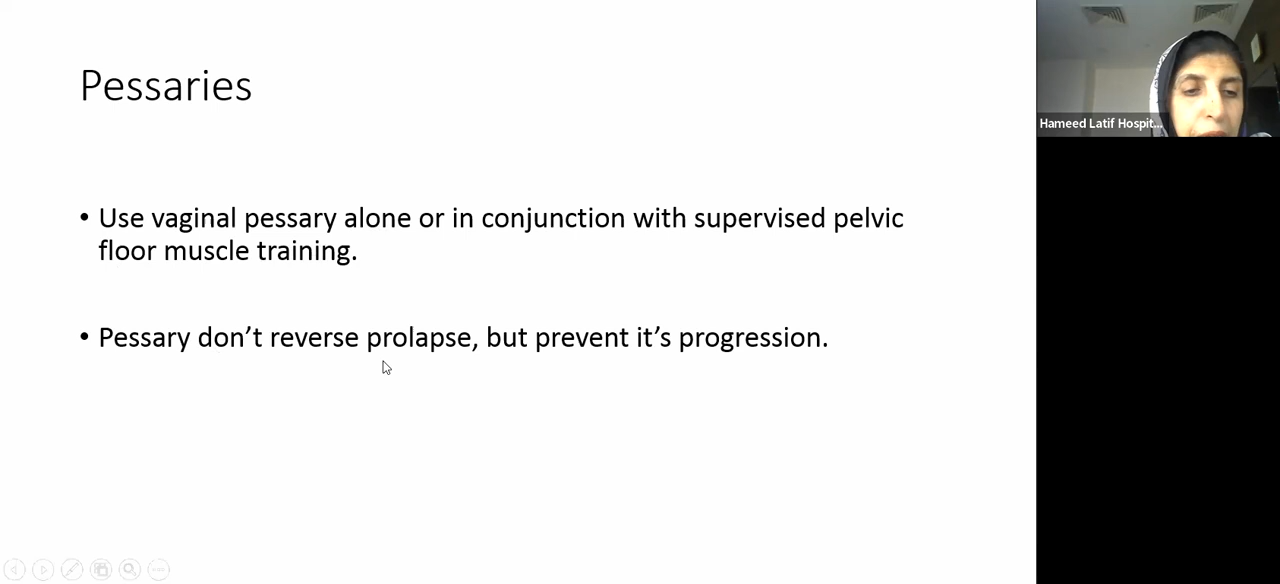 Pessaries
• Use vaginal pessary alone or in conjunction with supervised pelvic
floor muscle training.
• Pessary don’t reverse prolapse, but prevent it’s progression.
Hameed Latif Hospit...